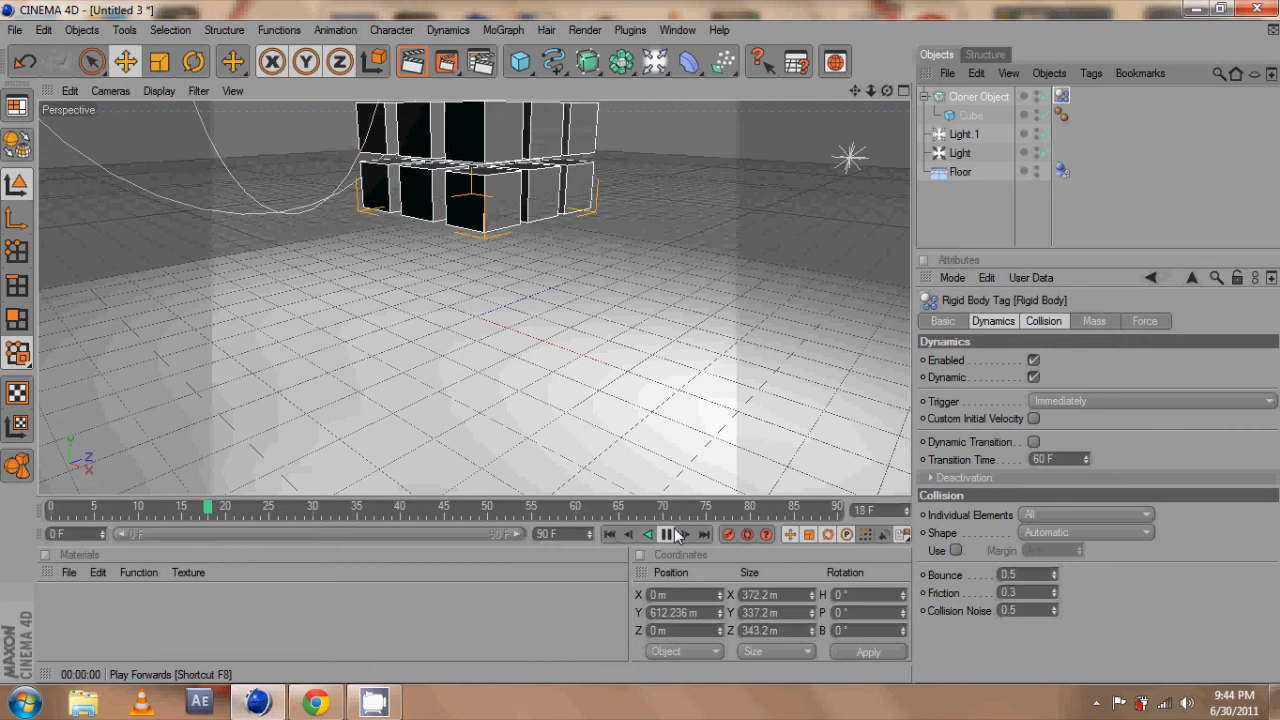 CINEMA 4D - [Untitled 3 *]
File Edit Objects Tools Selection Structure Functions Animation Character Dynamics MoGraph Hair Render Plugins Window Help
Edit Cameras Display Filter View
Perspective
Objects Structure
File Edit View Objects Tags Bookmarks
Cloner Object
Cube
Light.1
Light
Floor
Attributes
Mode Edit User Data
Rigid Body Tag [Rigid Body]
Basic Dynamics Collision Mass Force
Dynamics
Enabled
Dynamic
Trigger Immediately
Custom Initial Velocity
Dynamic Transition
Transition Time 60 F
Deactivation
Collision
Individual Elements All
Shape Automatic
Use Margin
Bounce 0.5
Friction 0.3
Collision Noise 0.5
X
Y
Z
Y
Z
X
0 5 10 15 20 25 30 35 40 45 50 55 60 65 70 75 80 85 90 18 F
0 F 0 F 90 F 90 F
Materials
File Edit Function Texture
Coordinates
Position Size Rotation
X 0 m X 372.2 m H 0 °
Y 612.236 m Y 337.2 m P 0 °
Z 0 m Z 343.2 m B 0 °
Object Size Apply
MAXON
CINEMA 4D
00:00:00 Play Forwards [Shortcut F8]
Ae
9:44 PM
6/30/2011